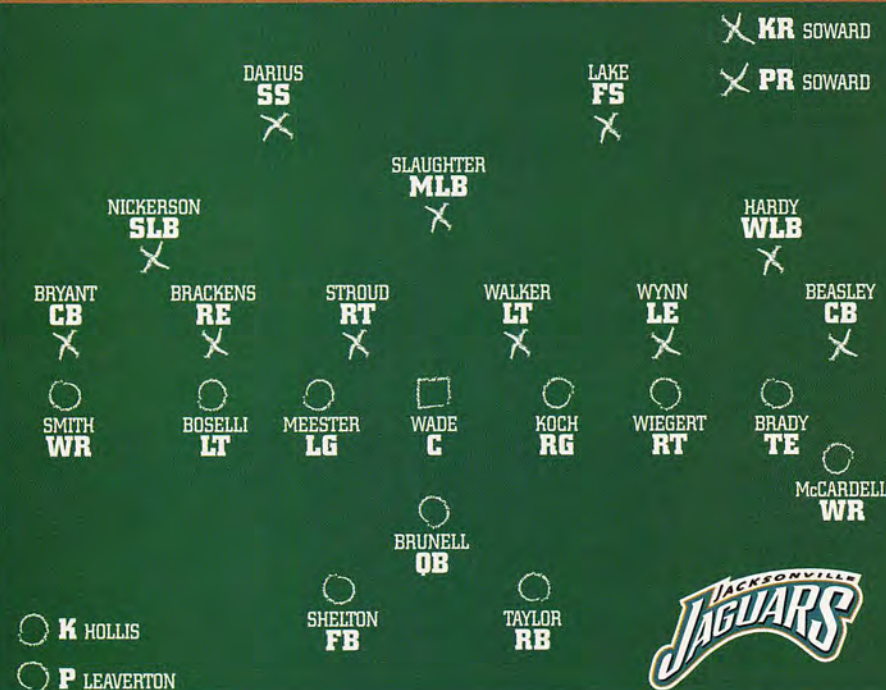 KR SOWARD
PR SOWARD
DARIUS
SS
LAKE
FS
SLAUGHTER
MLB
NICKERSON
SLB
HARDY
WLB
BRYANT
CB
BRACKENS
RE
STROUD
RT
WALKER
LT
WYNN
LE
BEASLEY
CB
SMITH
WR
BOSELLI
LT
MEESTER
LG
WADE
C
KOCH
RG
WIEGERT
RT
BRADY
TE
McCARDELL
WR
BRUNELL
QB
SHELTON
FB
TAYLOR
RB
K HOLLIS
P LEAVERTON
JACKSONVILLE
JAGUARS